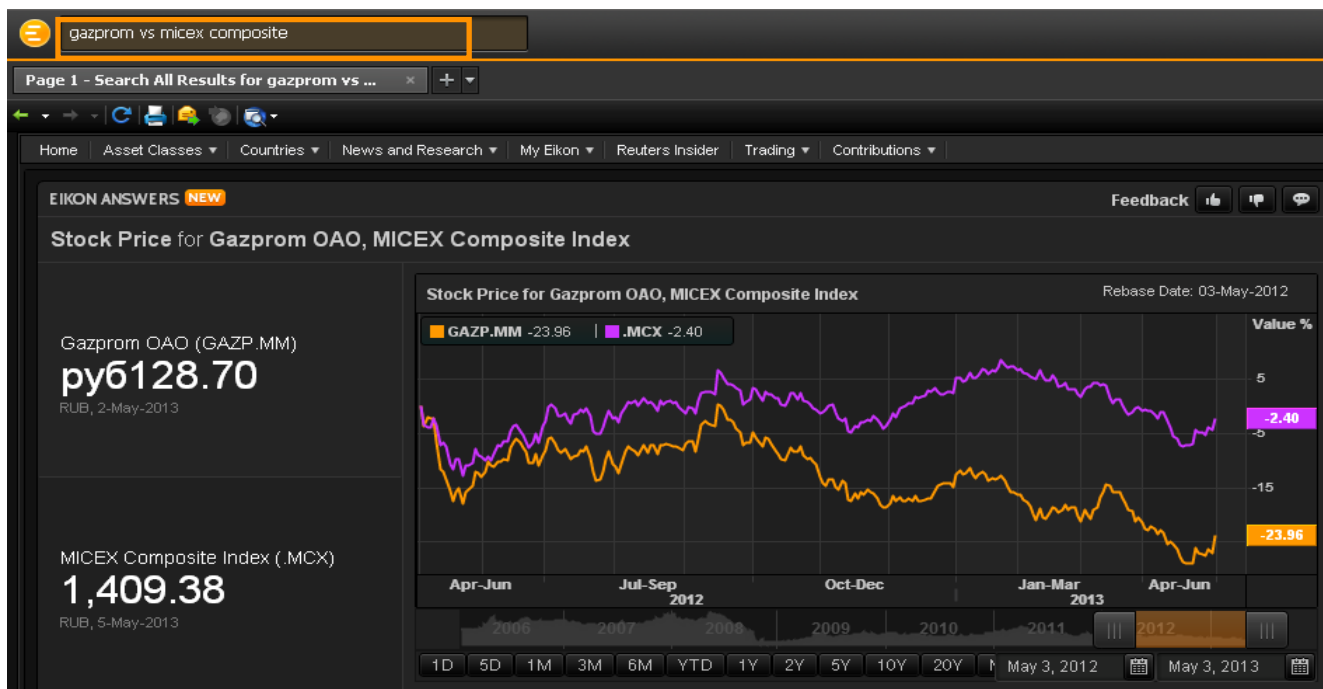 gazprom vs micex composite
Page 1 - Search All Results for gazprom vs ...
Home Asset Classes Countries News and Research My Eikon Reuters Insider Trading Contributions
EIKON ANSWERS NEW
Feedback
Stock Price for Gazprom OAO, MICEX Composite Index
Gazprom OAO (GAZP.MM)
руб128.70
RUB, 2-May-2013
MICEX Composite Index (.MCX)
1,409.38
RUB, 5-May-2013
Stock Price for Gazprom OAO, MICEX Composite Index
Rebase Date: 03-May-2012
GAZP.MM -23.96 | .MCX -2.40
Value %
5
-2.40
-5
-15
-23.96
Apr-Jun Jul-Sep Oct-Dec Jan-Mar Apr-Jun
2012 2013
2006 2007 2008 2009 2010 2011 2012
1D 5D 1M 3M 6M YTD 1Y 2Y 5Y 10Y 20Y May 3, 2012 May 3, 2013